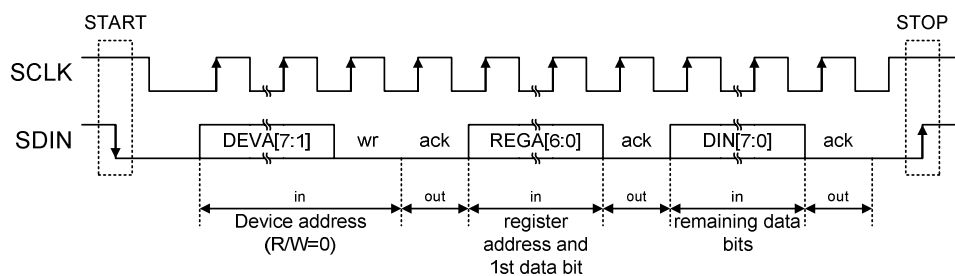 START
STOP
SCLK
SDIN
DEVA[7:1] wr ack REGA[6:0] ack DIN[7:0] ack
in out in out in out
Device address
(R/W=0)
register
address and
1st data bit
remaining data
bits